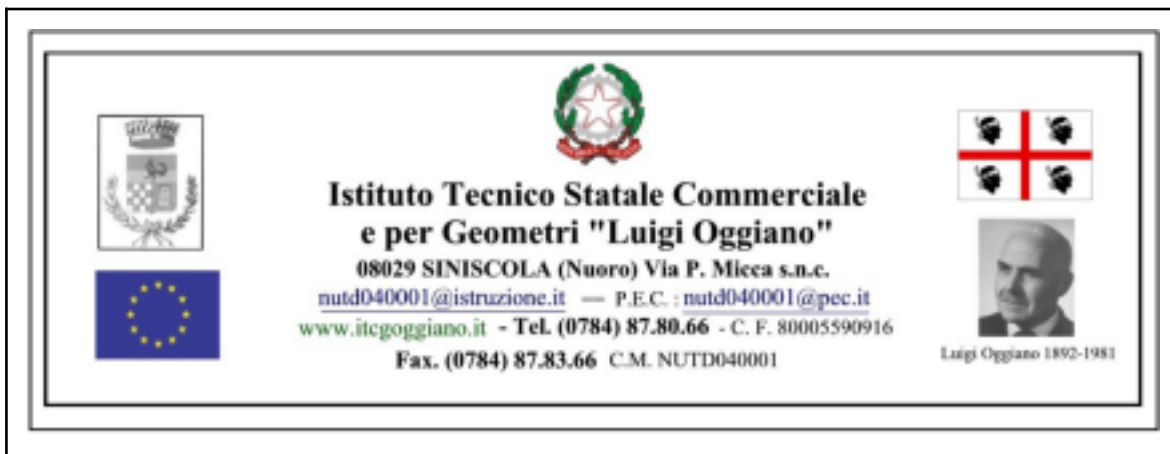 Istituto Tecnico Statale Commerciale
e per Geometri "Luigi Oggiano"
08029 SINISCOLA (Nuoro) Via P. Micca s.n.c.
nutd040001@istruzione.it — P.E.C. : nutd040001@pec.it
www.itcgoggiano.it - Tel. (0784) 87.80.66 - C. F. 80005590916
Fax. (0784) 87.83.66 C.M. NUTD040001
Luigi Oggiano 1892-1981